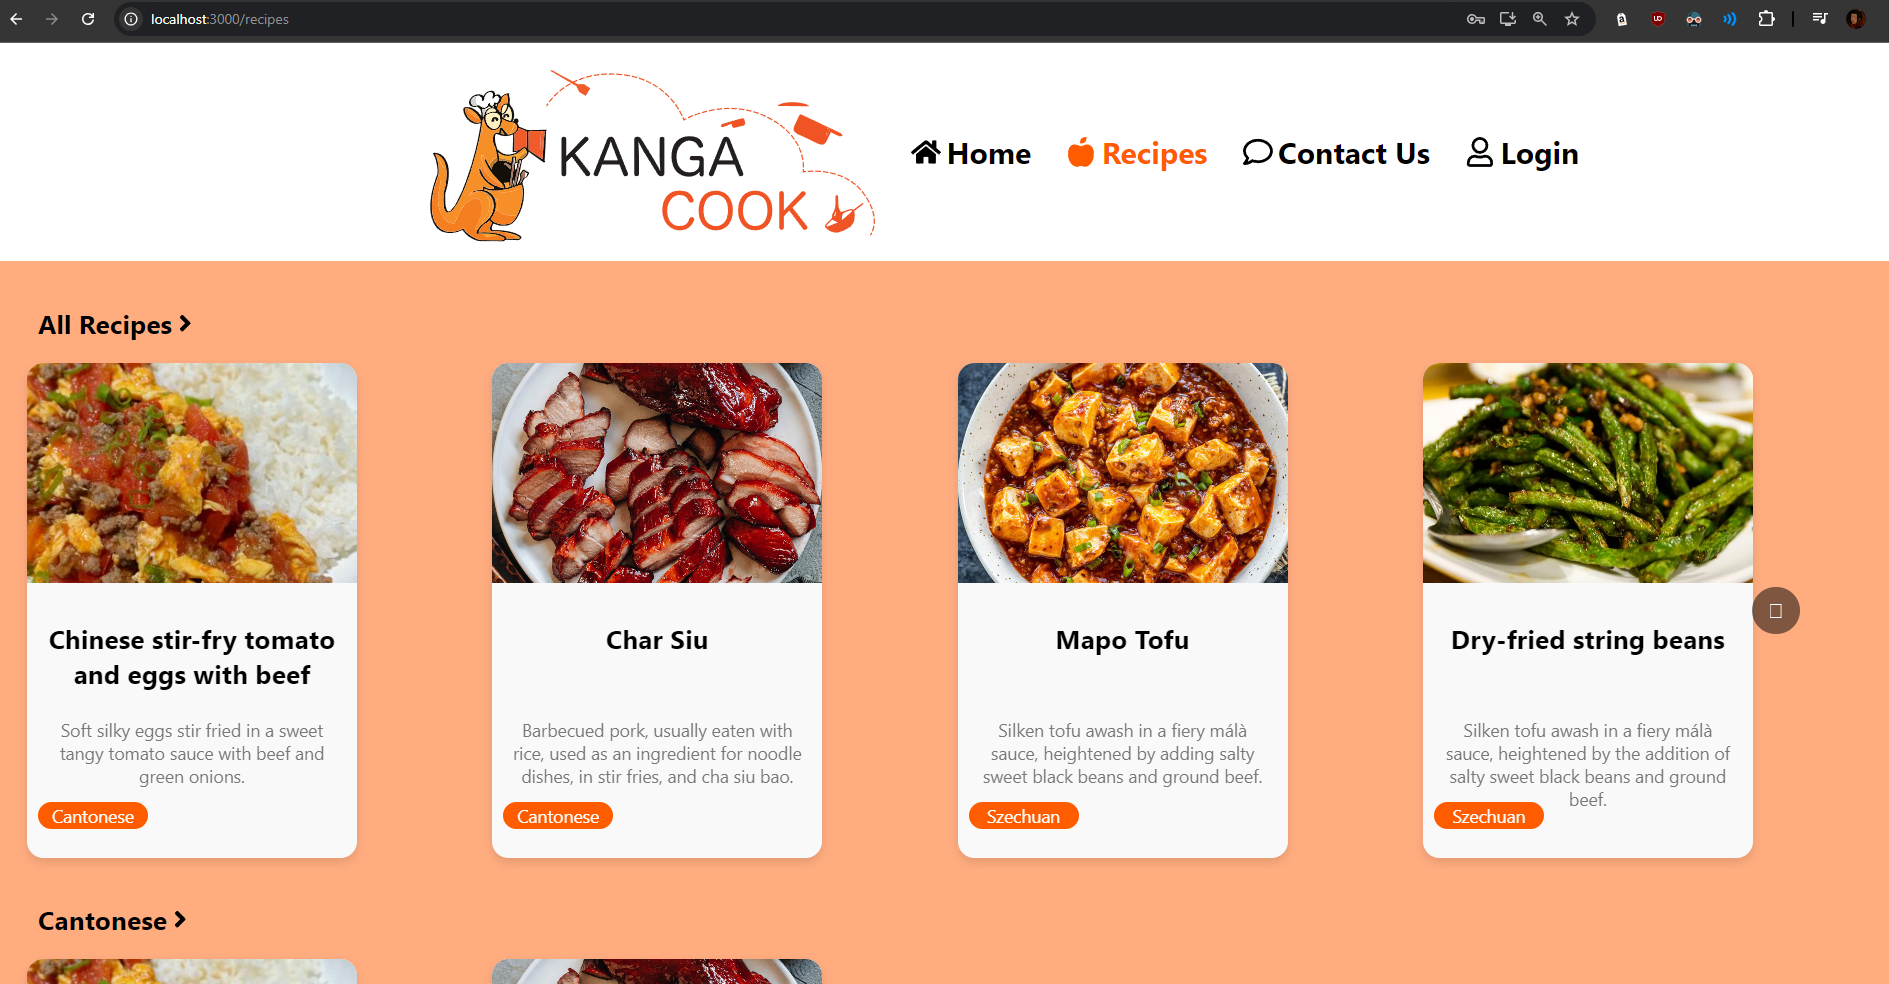 localhost:3000/recipes
KANGA
COOK
Home
Recipes
Contact Us
Login
All Recipes
Chinese stir-fry tomato
and eggs with beef
Soft silky eggs stir fried in a sweet
tangy tomato sauce with beef and
green onions.
Cantonese
Char Siu
Barbecued pork, usually eaten with
rice, used as an ingredient for noodle
dishes, in stir fries, and cha siu bao.
Cantonese
Mapo Tofu
Silken tofu awash in a fiery málà
sauce, heightened by adding salty
sweet black beans and ground beef.
Szechuan
Dry-fried string beans
Silken tofu awash in a fiery málà
sauce, heightened by the addition of
salty sweet black beans and ground
beef.
Szechuan
Cantonese